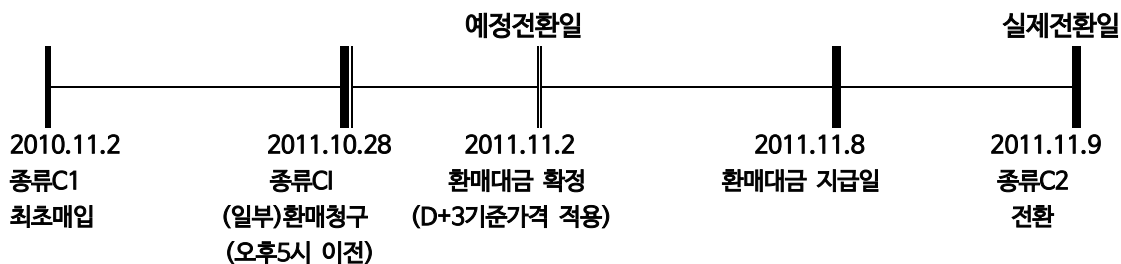 예정전환일
실제전환일
2010.11.2
2011.10.28
2011.11.2
2011.11.8
2011.11.9
종류C1
종류CI
환매대금 확정
환매대금 지급일
종류C2
최초매입
(일부)환매청구
(D+3기준가격 적용)
전환
(오후5시 이전)